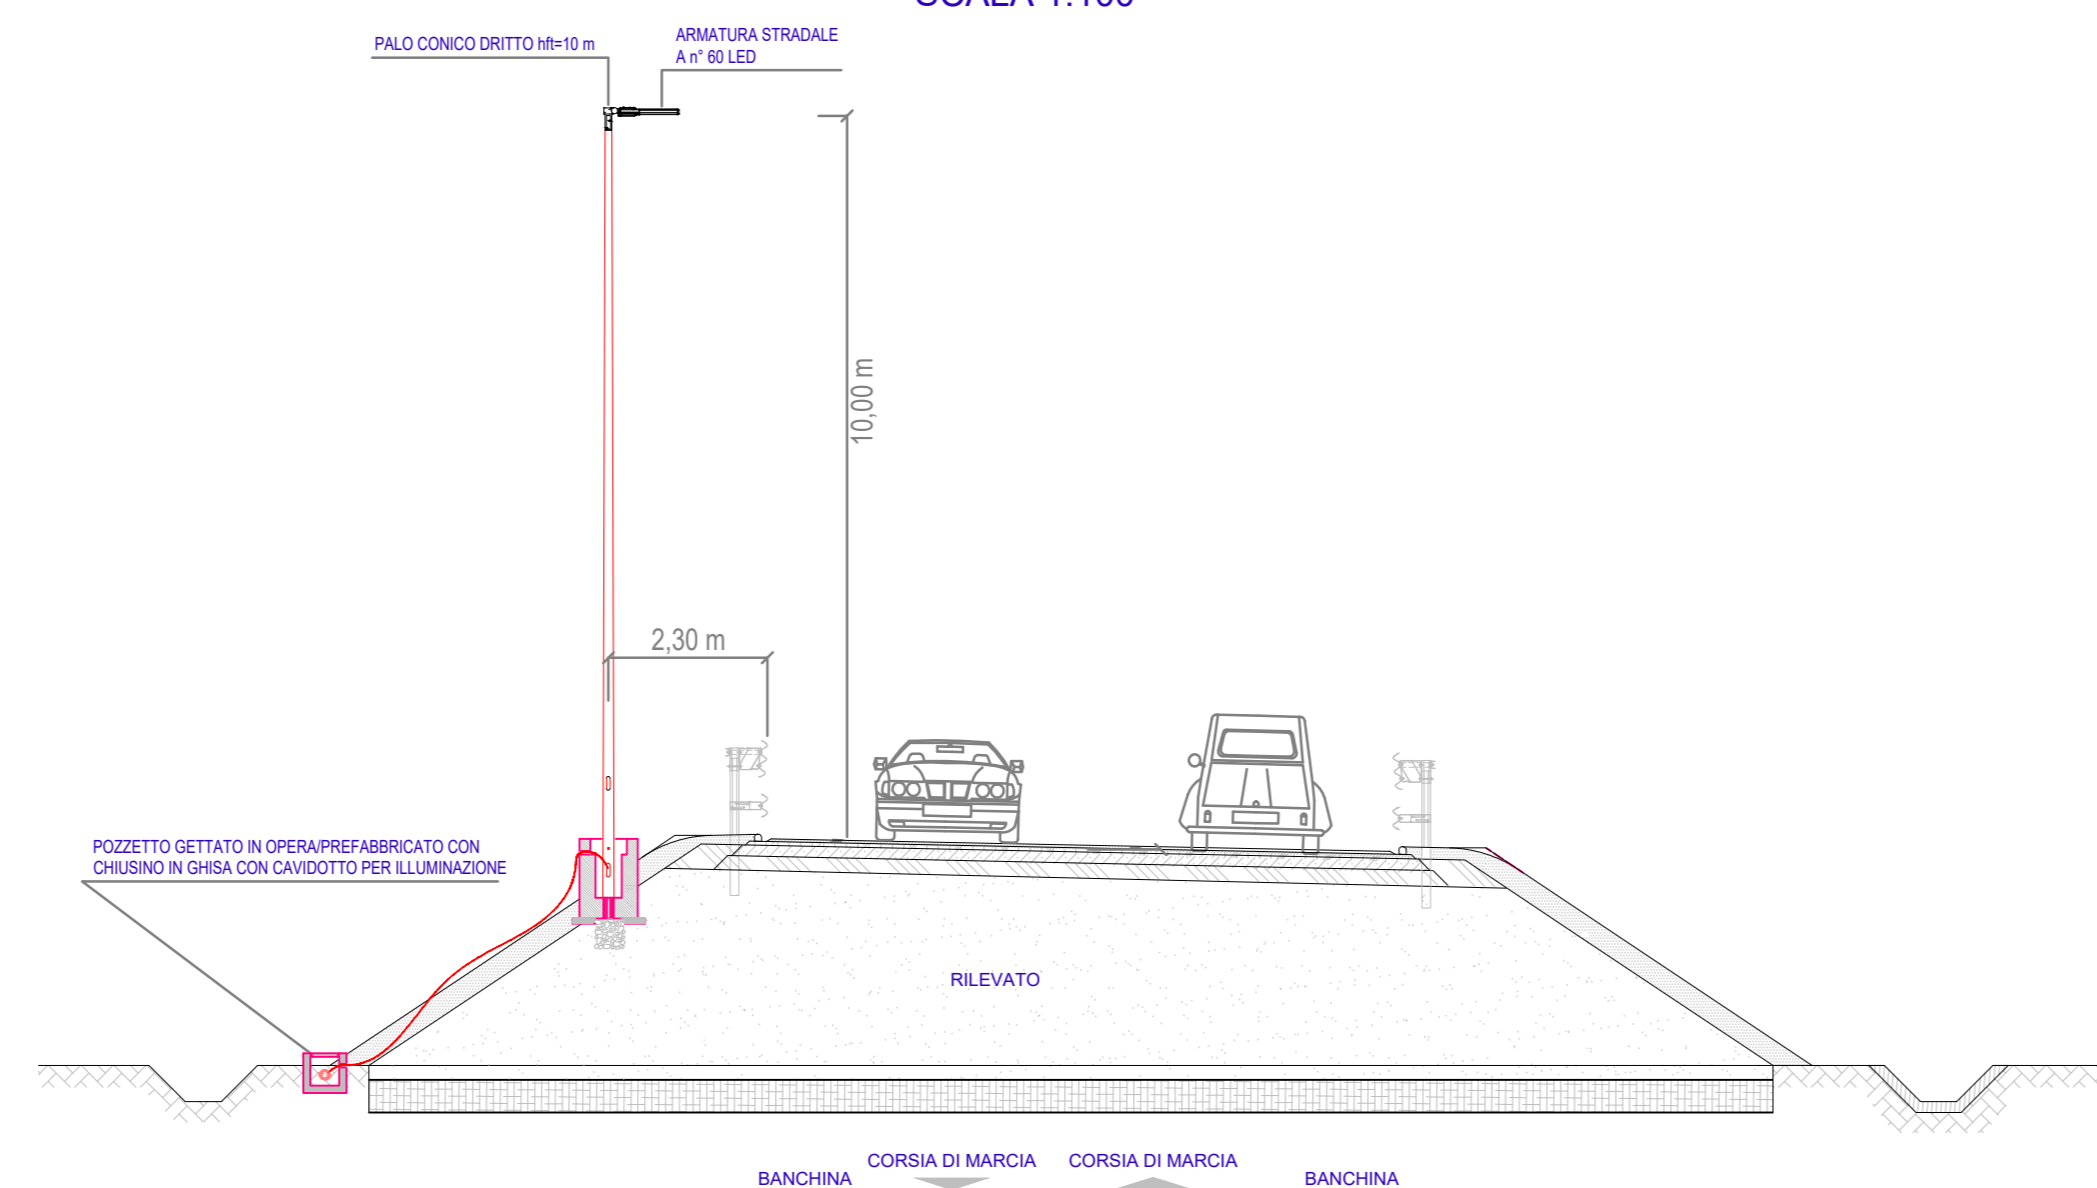 PALO CONICO DRITTO hft=10 m
ARMATURA STRADALE
A n° 60 LED
10,00 m
2,30 m
POZZETTO GETTATO IN OPERA/PREFABBRICATO CON
CHIUSINO IN GHISA CON CAVIDOTTO PER ILLUMINAZIONE
RILEVATO
CORSIA DI MARCIA
CORSIA DI MARCIA
BANCHINA
BANCHINA